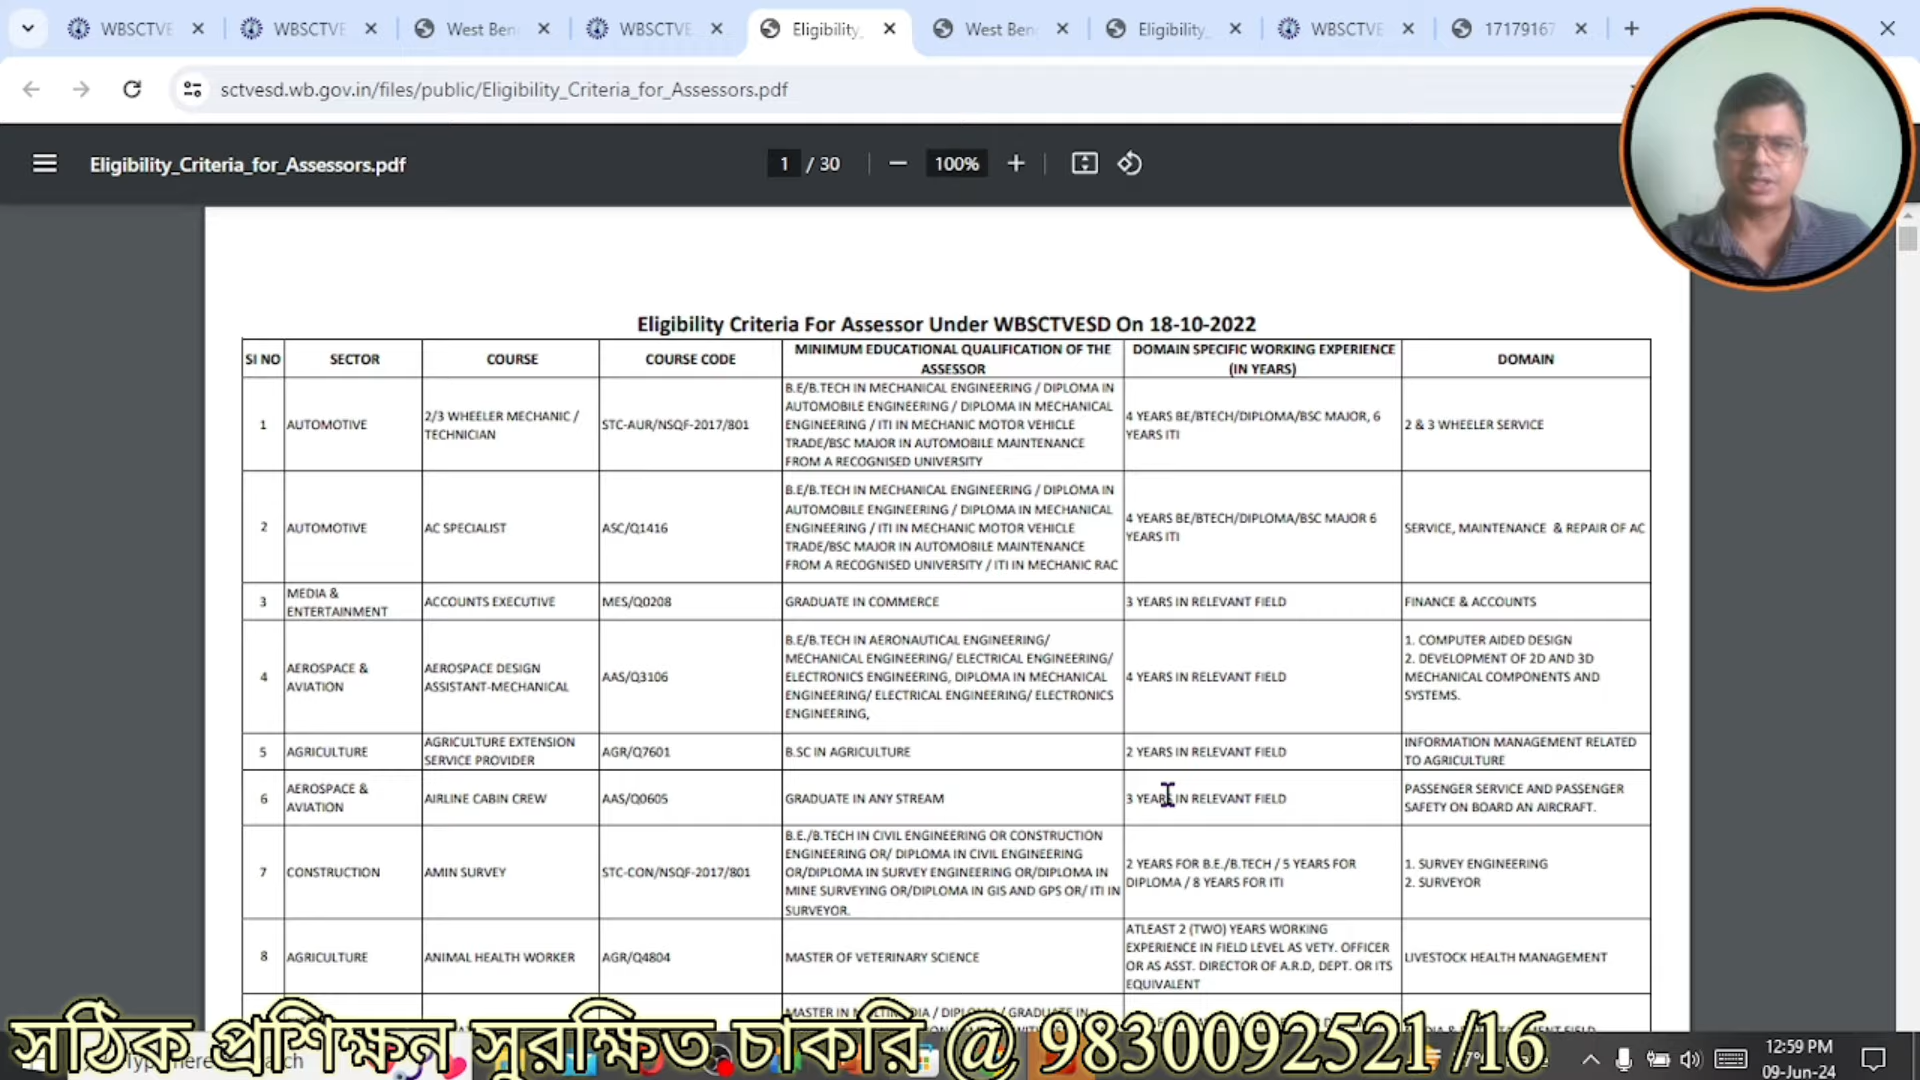 WBSCTVE WBSCTVE West Ben WBSCTVE Eligibility_ West Ben Eligibility_ WBSCTVE 17179167
sctvesd.wb.gov.in/files/public/Eligibility_Criteria_for_Assessors.pdf
Eligibility_Criteria_for_Assessors.pdf 1 / 30 100%
Eligibility Criteria For Assessor Under WBSCTVESD On 18-10-2022
SI NO SECTOR COURSE COURSE CODE MINIMUM EDUCATIONAL QUALIFICATION OF THE ASSESSOR DOMAIN SPECIFIC WORKING EXPERIENCE (IN YEARS) DOMAIN
1 AUTOMOTIVE 2/3 WHEELER MECHANIC / TECHNICIAN STC-AUR/NSQF-2017/801 B.E/B.TECH IN MECHANICAL ENGINEERING / DIPLOMA IN AUTOMOBILE ENGINEERING / DIPLOMA IN MECHANICAL ENGINEERING / ITI IN MECHANIC MOTOR VEHICLE TRADE/BSC MAJOR IN AUTOMOBILE MAINTENANCE FROM A RECOGNISED UNIVERSITY 4 YEARS BE/BTECH/DIPLOMA/BSC MAJOR, 6 YEARS ITI 2 & 3 WHEELER SERVICE
2 AUTOMOTIVE AC SPECIALIST ASC/Q1416 B.E/B.TECH IN MECHANICAL ENGINEERING / DIPLOMA IN AUTOMOBILE ENGINEERING / DIPLOMA IN MECHANICAL ENGINEERING / ITI IN MECHANIC MOTOR VEHICLE TRADE/BSC MAJOR IN AUTOMOBILE MAINTENANCE FROM A RECOGNISED UNIVERSITY / ITI IN MECHANIC RAC 4 YEARS BE/BTECH/DIPLOMA/BSC MAJOR 6 YEARS ITI SERVICE, MAINTENANCE & REPAIR OF AC
3 MEDIA & ENTERTAINMENT ACCOUNTS EXECUTIVE MES/Q0208 GRADUATE IN COMMERCE 3 YEARS IN RELEVANT FIELD FINANCE & ACCOUNTS
4 AEROSPACE & AVIATION AEROSPACE DESIGN ASSISTANT-MECHANICAL AAS/Q3106 B.E/B.TECH IN AERONAUTICAL ENGINEERING/ MECHANICAL ENGINEERING/ ELECTRICAL ENGINEERING/ ELECTRONICS ENGINEERING, DIPLOMA IN MECHANICAL ENGINEERING/ ELECTRICAL ENGINEERING/ ELECTRONICS ENGINEERING, 4 YEARS IN RELEVANT FIELD 1. COMPUTER AIDED DESIGN 2. DEVELOPMENT OF 2D AND 3D MECHANICAL COMPONENTS AND SYSTEMS.
5 AGRICULTURE AGRICULTURE EXTENSION SERVICE PROVIDER AGR/Q7601 B.SC IN AGRICULTURE 2 YEARS IN RELEVANT FIELD INFORMATION MANAGEMENT RELATED TO AGRICULTURE
6 AEROSPACE & AVIATION AIRLINE CABIN CREW AAS/Q0605 GRADUATE IN ANY STREAM 3 YEARS IN RELEVANT FIELD PASSENGER SERVICE AND PASSENGER SAFETY ON BOARD AN AIRCRAFT.
7 CONSTRUCTION AMIN SURVEY STC-CON/NSQF-2017/801 B.E./B.TECH IN CIVIL ENGINEERING OR CONSTRUCTION ENGINEERING OR/ DIPLOMA IN CIVIL ENGINEERING OR/DIPLOMA IN SURVEY ENGINEERING OR/DIPLOMA IN MINE SURVEYING OR/DIPLOMA IN GIS AND GPS OR/ ITI IN SURVEYOR. 2 YEARS FOR B.E./B.TECH / 5 YEARS FOR DIPLOMA / 8 YEARS FOR ITI 1. SURVEY ENGINEERING 2. SURVEYOR
8 AGRICULTURE ANIMAL HEALTH WORKER AGR/Q4804 MASTER OF VETERINARY SCIENCE ATLEAST 2 (TWO) YEARS WORKING EXPERIENCE IN FIELD LEVEL AS VETY. OFFICER OR AS ASST. DIRECTOR OF A.R.D, DEPT. OR ITS EQUIVALENT LIVESTOCK HEALTH MANAGEMENT
সঠিক প্রশিক্ষন সুরক্ষিত চাকরি @ 9830092521 /16
12:59 PM
09-Jun-24